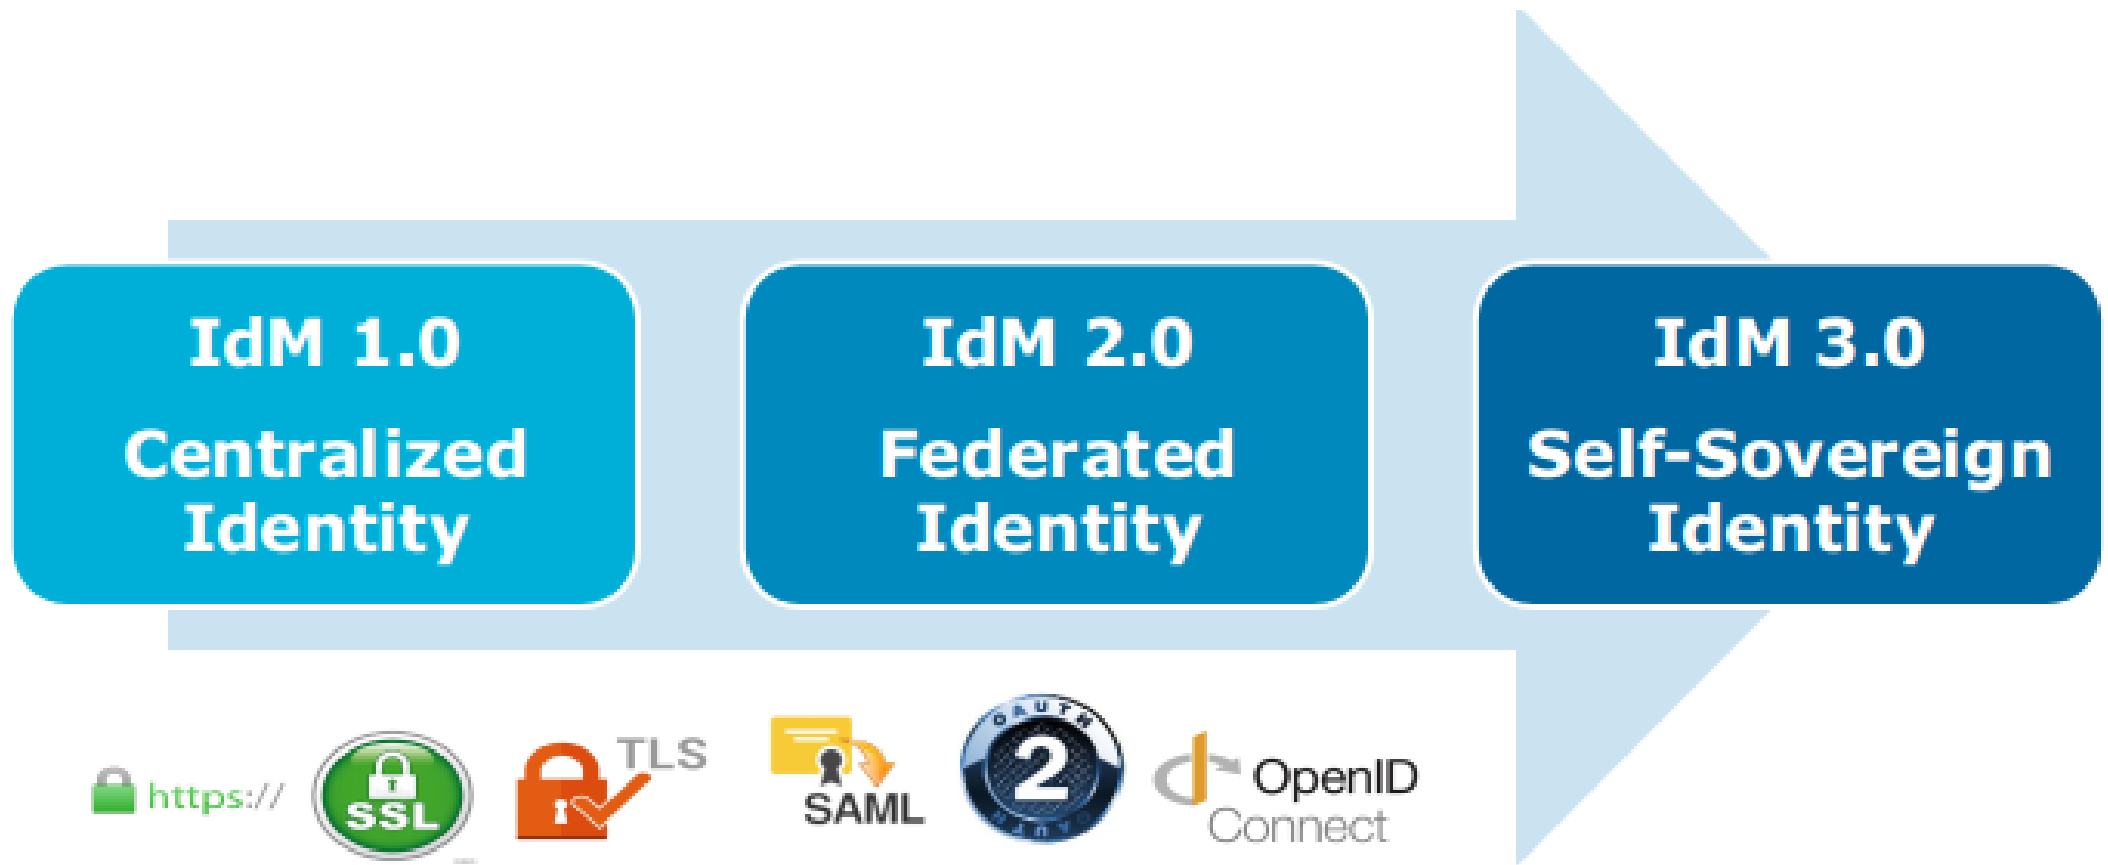 IdM 1.0
Centralized
Identity
IdM 2.0
Federated
Identity
IdM 3.0
Self-Sovereign
Identity
https://
SSL
TLS
SAML
OAUTH
2
OAUTH
OpenID
Connect